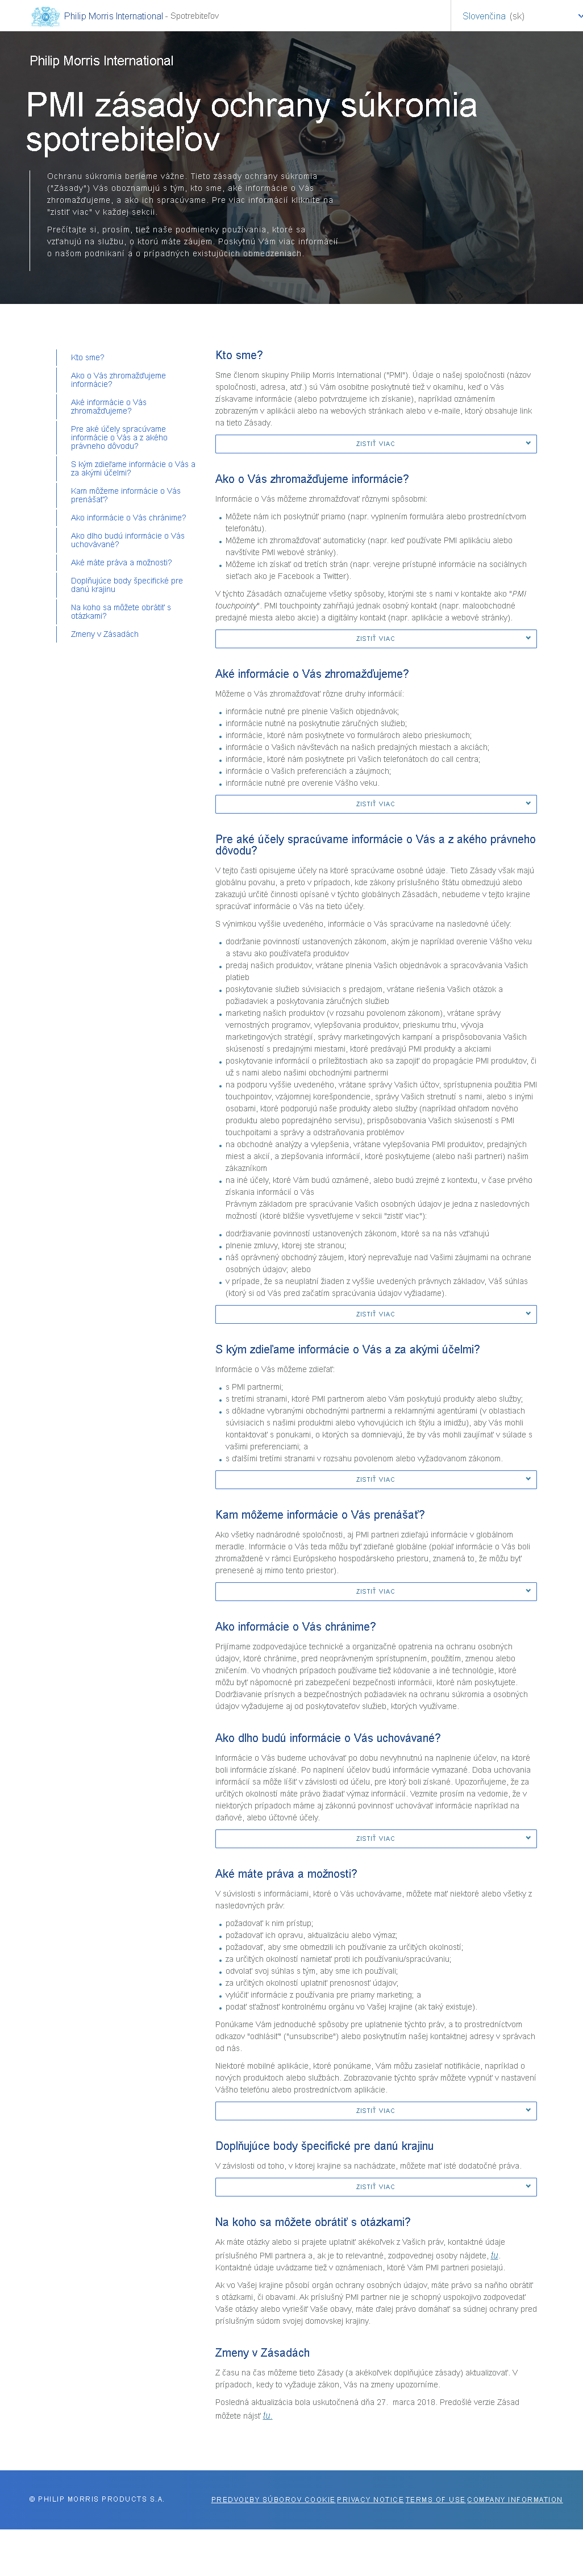 Philip Morris International - Spotrebiteľov
Slovenčina (sk)
Philip Morris International
PMI zásady ochrany súkromia
spotrebiteľov
Ochranu súkromia berieme vážne. Tieto zásady ochrany súkromia
("Zásady") Vás oboznamujú s tým, kto sme, aké informácie o Vás
zhromažďujeme, a ako ich spracúvame. Pre viac informácií kliknite na
"zistiť viac" v každej sekcii.
Prečítajte si, prosím, tiež naše podmienky používania, ktoré sa
vzťahujú na službu, o ktorú máte záujem. Poskytnú Vám viac informácií
o našom podnikaní a o prípadných existujúcich obmedzeniach.
Kto sme?
Ako o Vás zhromažďujeme
informácie?
Aké informácie o Vás
zhromažďujeme?
Pre aké účely spracúvame
informácie o Vás a z akého
právneho dôvodu?
S kým zdieľame informácie o Vás a
za akými účelmi?
Kam môžeme informácie o Vás
prenášať?
Ako informácie o Vás chránime?
Ako dlho budú informácie o Vás
uchovávané?
Aké máte práva a možnosti?
Doplňujúce body špecifické pre
danú krajinu
Na koho sa môžete obrátiť s
otázkami?
Zmeny v Zásadách
Kto sme?
Sme členom skupiny Philip Morris International ("PMI"). Údaje o našej spoločnosti (názov
spoločnosti, adresa, atď.) sú Vám osobitne poskytnuté tiež v okamihu, keď o Vás
získavame informácie (alebo potvrdzujeme ich získanie), napríklad oznámením
zobrazeným v aplikácii alebo na webových stránkach alebo v e-maile, ktorý obsahuje link
na tieto Zásady.
ZISTIŤ VIAC
Ako o Vás zhromažďujeme informácie?
Informácie o Vás môžeme zhromažďovať rôznymi spôsobmi:
Môžete nám ich poskytnúť priamo (napr. vyplnením formulára alebo prostredníctvom
telefonátu).
Môžeme ich zhromažďovať automaticky (napr. keď používate PMI aplikáciu alebo
navštívite PMI webové stránky).
Môžeme ich získať od tretích strán (napr. verejne prístupné informácie na sociálnych
sieťach ako je Facebook a Twitter).
V týchto Zásadách označujeme všetky spôsoby, ktorými ste s nami v kontakte ako "PMI
touchpointy". PMI touchpointy zahŕňajú jednak osobný kontakt (napr. maloobchodné
predajné miesta alebo akcie) a digitálny kontakt (napr. aplikácie a webové stránky).
ZISTIŤ VIAC
Aké informácie o Vás zhromažďujeme?
Môžeme o Vás zhromažďovať rôzne druhy informácií:
informácie nutné pre plnenie Vašich objednávok;
informácie nutné na poskytnutie záručných služieb;
informácie, ktoré nám poskytnete vo formulároch alebo prieskumoch;
informácie o Vašich návštevách na našich predajných miestach a akciách;
informácie, ktoré nám poskytnete pri Vašich telefonátoch do call centra;
informácie o Vašich preferenciách a záujmoch;
informácie nutné pre overenie Vášho veku.
ZISTIŤ VIAC
Pre aké účely spracúvame informácie o Vás a z akého právneho
dôvodu?
V tejto časti opisujeme účely na ktoré spracúvame osobné údaje. Tieto Zásady však majú
globálnu povahu, a preto v prípadoch, kde zákony príslušného štátu obmedzujú alebo
zakazujú určité činnosti opísané v týchto globálnych Zásadách, nebudeme v tejto krajine
spracúvať informácie o Vás na tieto účely.
S výnimkou vyššie uvedeného, informácie o Vás spracúvame na nasledovné účely:
dodržanie povinností ustanovených zákonom, akým je napríklad overenie Vášho veku
a stavu ako používateľa produktov
predaj našich produktov, vrátane plnenia Vašich objednávok a spracovávania Vašich
platieb
poskytovanie služieb súvisiacich s predajom, vrátane riešenia Vašich otázok a
požiadaviek a poskytovania záručných služieb
marketing našich produktov (v rozsahu povolenom zákonom), vrátane správy
vernostných programov, vylepšovania produktov, prieskumu trhu, vývoja
marketingových stratégií, správy marketingových kampaní a prispôsobovania Vašich
skúseností s predajnými miestami, ktoré predávajú PMI produkty a akciami
poskytovanie informácií o príležitostiach ako sa zapojiť do propagácie PMI produktov, či
už s nami alebo našimi obchodnými partnermi
na podporu vyššie uvedeného, vrátane správy Vašich účtov, sprístupnenia použitia PMI
touchpointov, vzájomnej korešpondencie, správy Vašich stretnutí s nami, alebo s inými
osobami, ktoré podporujú naše produkty alebo služby (napríklad ohľadom nového
produktu alebo popredajného servisu), prispôsobovania Vašich skúseností s PMI
touchpointami a správy a odstraňovania problémov
na obchodné analýzy a vylepšenia, vrátane vylepšovania PMI produktov, predajných
miest a akcií, a zlepšovania informácií, ktoré poskytujeme (alebo naši partneri) našim
zákazníkom
na iné účely, ktoré Vám budú oznámené, alebo budú zrejmé z kontextu, v čase prvého
získania informácií o Vás
Právnym základom pre spracúvanie Vašich osobných údajov je jedna z nasledovných
možností (ktoré bližšie vysvetľujeme v sekcii "zistiť viac"):
dodržiavanie povinností ustanovených zákonom, ktoré sa na nás vzťahujú
plnenie zmluvy, ktorej ste stranou;
náš oprávnený obchodný záujem, ktorý neprevažuje nad Vašimi záujmami na ochrane
osobných údajov; alebo
v prípade, že sa neuplatní žiaden z vyššie uvedených právnych základov, Váš súhlas
(ktorý si od Vás pred začatím spracúvania údajov vyžiadame).
ZISTIŤ VIAC
S kým zdieľame informácie o Vás a za akými účelmi?
Informácie o Vás môžeme zdieľať:
s PMI partnermi;
s tretími stranami, ktoré PMI partnerom alebo Vám poskytujú produkty alebo služby;
s dôkladne vybranými obchodnými partnermi a reklamnými agentúrami (v oblastiach
súvisiacich s našimi produktmi alebo vyhovujúcich ich štýlu a imidžu), aby Vás mohli
kontaktovať s ponukami, o ktorých sa domnievajú, že by vás mohli zaujímať v súlade s
vašimi preferenciami; a
s ďalšími tretími stranami v rozsahu povolenom alebo vyžadovanom zákonom.
ZISTIŤ VIAC
Kam môžeme informácie o Vás prenášať?
Ako všetky nadnárodné spoločnosti, aj PMI partneri zdieľajú informácie v globálnom
meradle. Informácie o Vás teda môžu byť zdieľané globálne (pokiaľ informácie o Vás boli
zhromaždené v rámci Európskeho hospodárskeho priestoru, znamená to, že môžu byť
prenesené aj mimo tento priestor).
ZISTIŤ VIAC
Ako informácie o Vás chránime?
Prijímame zodpovedajúce technické a organizačné opatrenia na ochranu osobných
údajov, ktoré chránime, pred neoprávneným sprístupnením, použitím, zmenou alebo
zničením. Vo vhodných prípadoch používame tiež kódovanie a iné technológie, ktoré
môžu byť nápomocné pri zabezpečení bezpečnosti informácií, ktoré nám poskytujete.
Dodržiavanie prísnych a bezpečnostných požiadaviek na ochranu súkromia a osobných
údajov vyžadujeme aj od poskytovateľov služieb, ktorých využívame.
Ako dlho budú informácie o Vás uchovávané?
Informácie o Vás budeme uchovávať po dobu nevyhnutnú na naplnenie účelov, na ktoré
boli informácie získané. Po naplnení účelov budú informácie vymazané. Doba uchovania
informácií sa môže líšiť v závislosti od účelu, pre ktorý boli získané. Upozorňujeme, že za
určitých okolností máte právo žiadať výmaz informácií. Vezmite prosím na vedomie, že v
niektorých prípadoch máme aj zákonnú povinnosť uchovávať informácie napríklad na
daňové, alebo účtovné účely.
ZISTIŤ VIAC
Aké máte práva a možnosti?
V súvislosti s informáciami, ktoré o Vás uchovávame, môžete mať niektoré alebo všetky z
nasledovných práv:
požadovať k nim prístup;
požadovať ich opravu, aktualizáciu alebo výmaz;
požadovať, aby sme obmedzili ich používanie za určitých okolností;
za určitých okolností namietať proti ich používaniu/spracúvaniu;
odvolať svoj súhlas s tým, aby sme ich používali;
za určitých okolností uplatniť prenosnosť údajov;
vylúčiť informácie z používania pre priamy marketing; a
podať sťažnosť kontrolnému orgánu vo Vašej krajine (ak taký existuje).
Ponúkame Vám jednoduché spôsoby pre uplatnenie týchto práv, a to prostredníctvom
odkazov "odhlásiť" ("unsubscribe") alebo poskytnutím našej kontaktnej adresy v správach
od nás.
Niektoré mobilné aplikácie, ktoré ponúkame, Vám môžu zasielať notifikácie, napríklad o
nových produktoch alebo službách. Zobrazovanie týchto správ môžete vypnúť v nastavení
Vášho telefónu alebo prostredníctvom aplikácie.
ZISTIŤ VIAC
Doplňujúce body špecifické pre danú krajinu
V závislosti od toho, v ktorej krajine sa nachádzate, môžete mať isté dodatočné práva.
ZISTIŤ VIAC
Na koho sa môžete obrátiť s otázkami?
Ak máte otázky alebo si prajete uplatniť akékoľvek z Vašich práv, kontaktné údaje
príslušného PMI partnera a, ak je to relevantné, zodpovednej osoby nájdete, tu.
Kontaktné údaje uvádzame tiež v oznámeniach, ktoré Vám PMI partneri posielajú.
Ak vo Vašej krajine pôsobí orgán ochrany osobných údajov, máte právo sa naňho obrátiť
s otázkami, či obavami. Ak príslušný PMI partner nie je schopný uspokojivo zodpovedať
Vaše otázky alebo vyriešiť Vaše obavy, máte ďalej právo domáhať sa súdnej ochrany pred
príslušným súdom svojej domovskej krajiny.
Zmeny v Zásadách
Z času na čas môžeme tieto Zásady (a akékoľvek doplňujúce zásady) aktualizovať. V
prípadoch, kedy to vyžaduje zákon, Vás na zmeny upozorníme.
Posledná aktualizácia bola uskutočnená dňa 27. marca 2018. Predošlé verzie Zásad
môžete nájsť tu.
© PHILIP MORRIS PRODUCTS S.A.
PREDVOĽBY SÚBOROV COOKIE PRIVACY NOTICE TERMS OF USE COMPANY INFORMATION